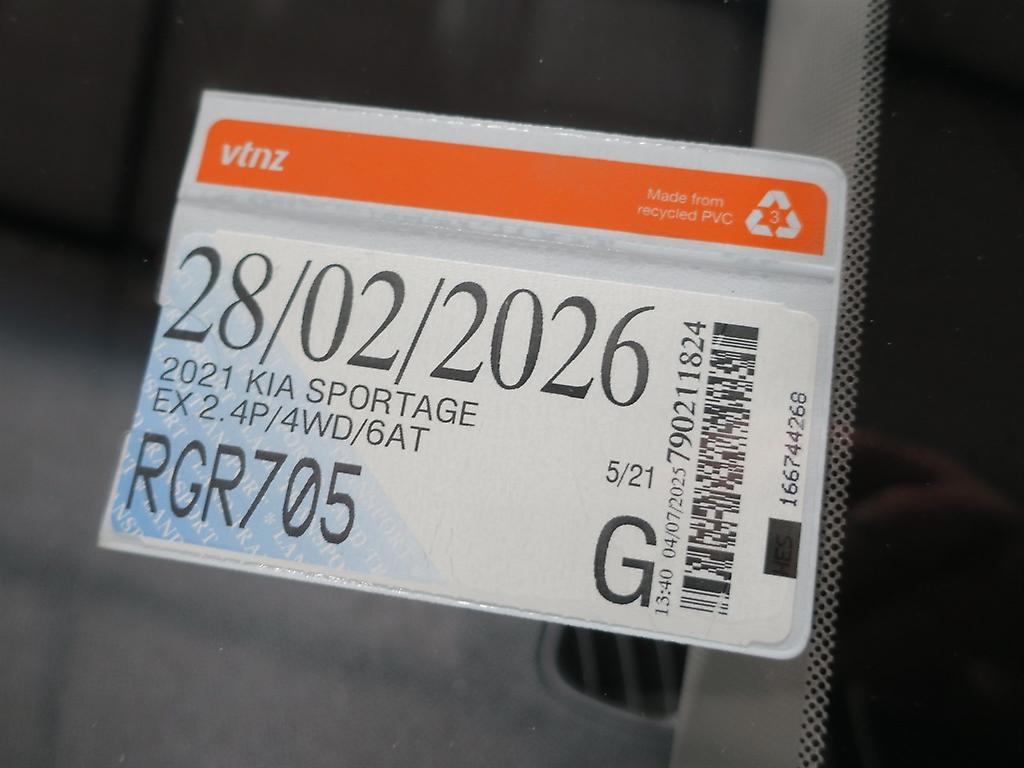 vtnz
Made from
recycled PVC
3
28/02/2026
2021 KIA SPORTAGE
EX 2.4P/4WD/6AT
RGR705
5/21
G
13:40 04/07/2025 790211824
166744268
HES